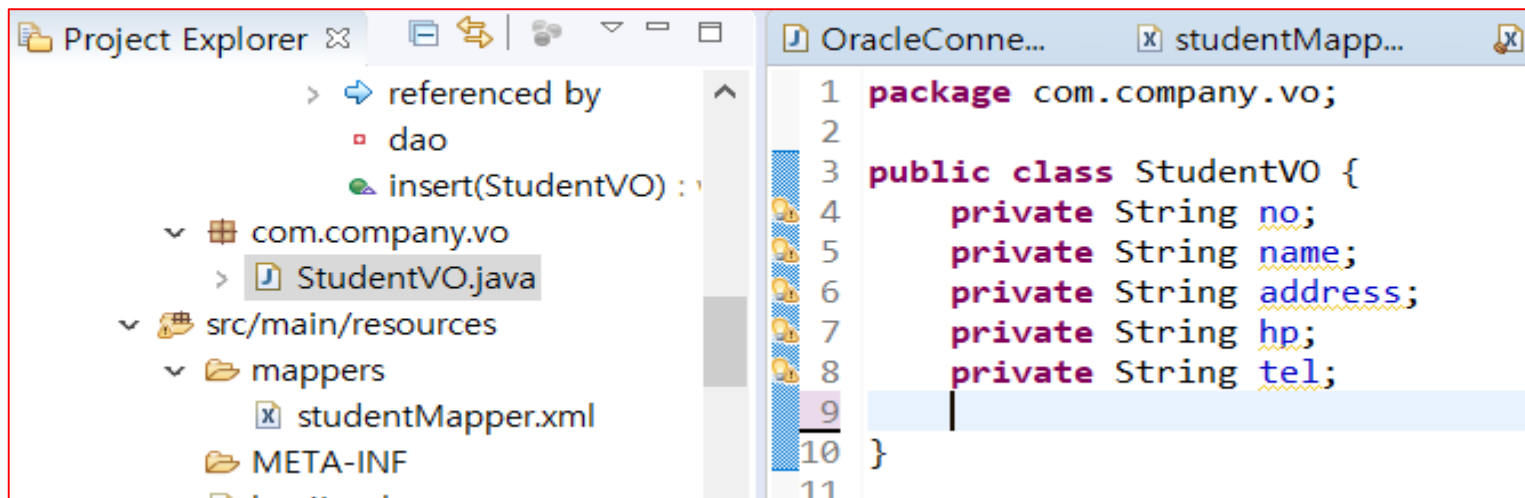 Project Explorer
referenced by
dao
insert(StudentVO) :
com.company.vo
StudentVO.java
src/main/resources
mappers
studentMapper.xml
META-INF
OracleConne...
studentMapp...
1 package com.company.vo;
2
3 public class StudentVO {
4 private String no;
5 private String name;
6 private String address;
7 private String hp;
8 private String tel;
9
10 }
11